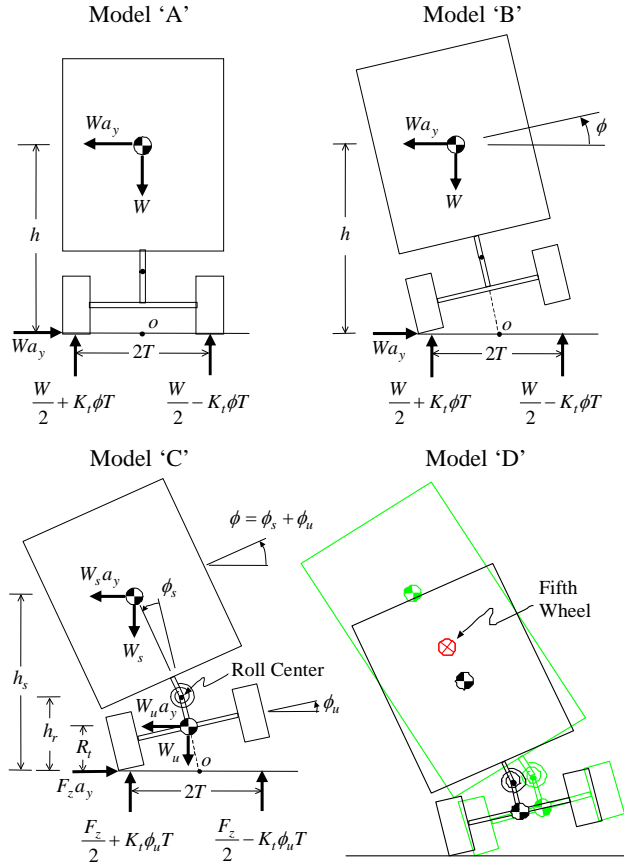 Model ‘A’
Model ‘B’
Wa_y
W
h
o
Wa_y
2T
W/2 + K_tϕT
W/2 − K_tϕT
Wa_y
ϕ
W
h
o
Wa_y
2T
W/2 + K_tϕT
W/2 − K_tϕT
Model ‘C’
Model ‘D’
ϕ = ϕ_s + ϕ_u
W_s a_y
ϕ_s
W_s
Roll Center
h_s
h_r
W_u a_y
ϕ_u
R_t
W_u
o
F_z a_y
2T
F_z/2 + K_tϕ_uT
F_z/2 − K_tϕ_uT
Fifth
Wheel